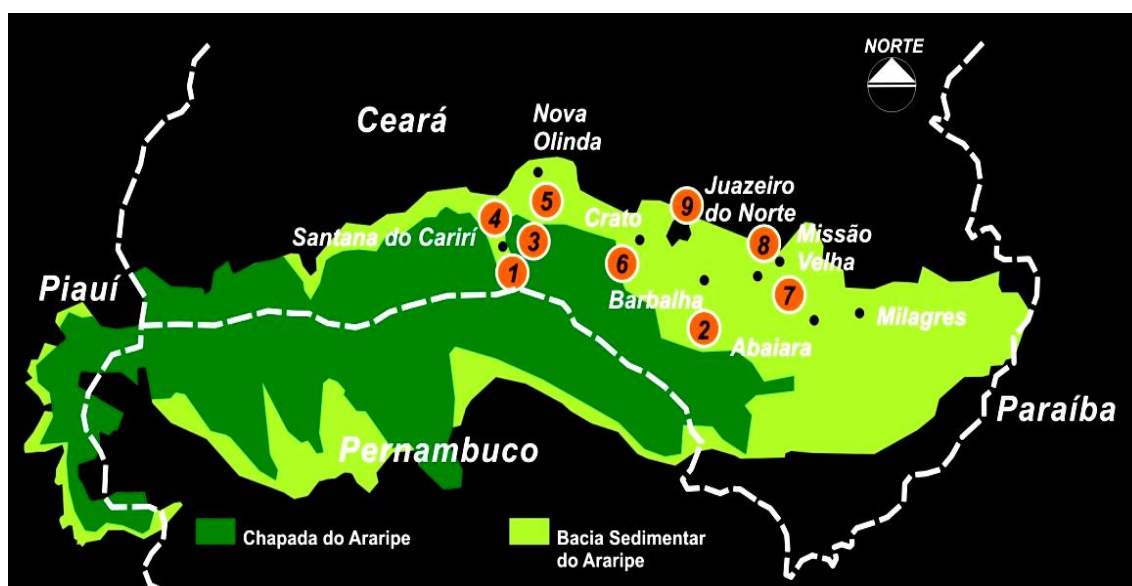 NORTE
Ceará
Nova
Olinda
Juazeiro
do Norte
9
5
Crato
4
8
Missão
Velha
Santana do Carirí
3
6
1
Piauí
7
Barbalha
Milagres
2
Abaiara
Paraíba
Pernambuco
Chapada do Araripe
Bacia Sedimentar
do Araripe